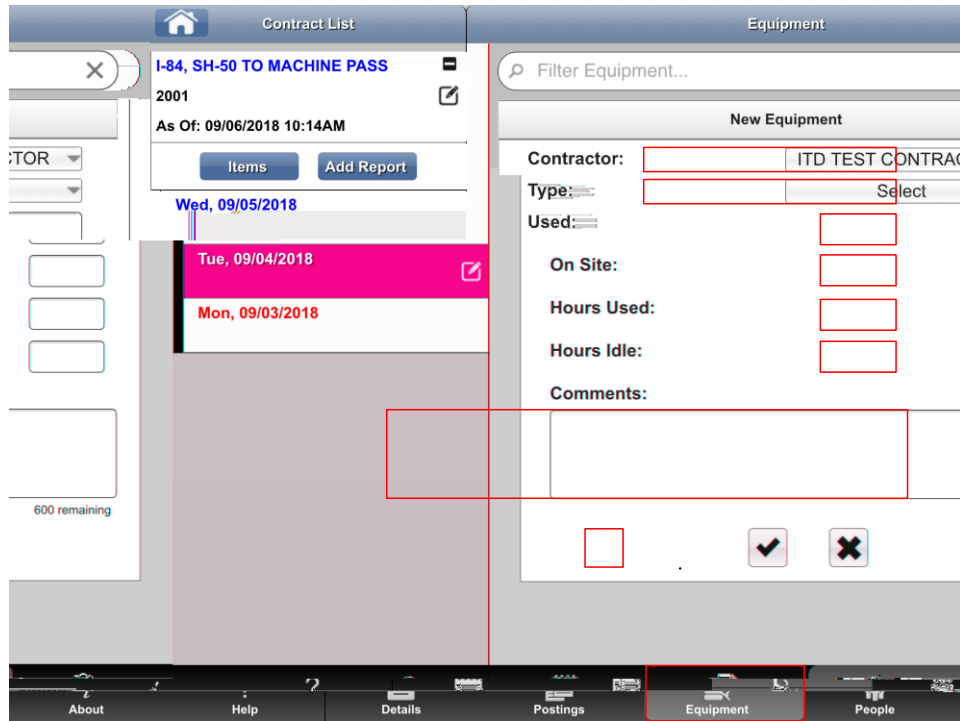 Contract List
Equipment
I-84, SH-50 TO MACHINE PASS
2001
As Of: 09/06/2018 10:14AM
Items
Add Report
Wed, 09/05/2018
Tue, 09/04/2018
Mon, 09/03/2018
CTOR
600 remaining
Filter Equipment...
New Equipment
Contractor:
ITD TEST CONTRAC
Type:
Select
Used:
On Site:
Hours Used:
Hours Idle:
Comments:
About
Help
Details
Postings
Equipment
People